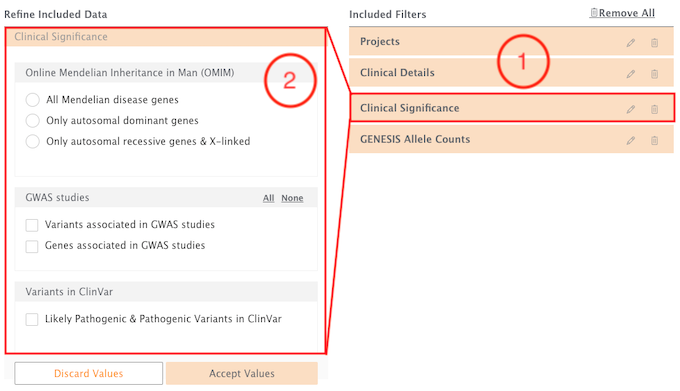 Refine Included Data
Clinical Significance
Online Mendelian Inheritance in Man (OMIM)
2
All Mendelian disease genes
Only autosomal dominant genes
Only autosomal recessive genes & X-linked
GWAS studies All None
Variants associated in GWAS studies
Genes associated in GWAS studies
Variants in ClinVar
Likely Pathogenic & Pathogenic Variants in ClinVar
Discard Values Accept Values
Included Filters Remove All
Projects
1
Clinical Details
Clinical Significance
GENESIS Allele Counts